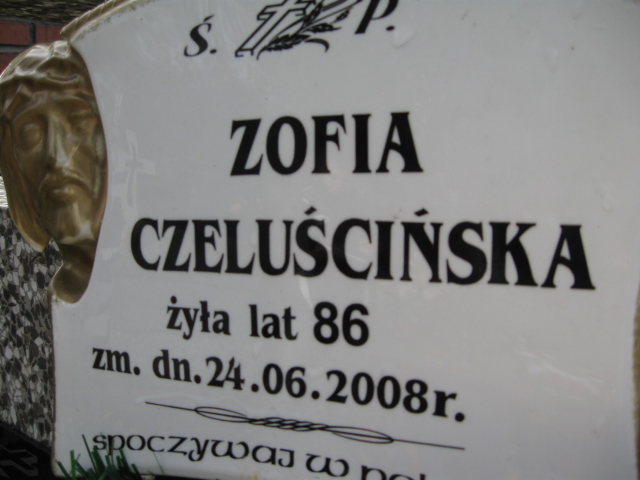 Ś. P.
ZOFIA
CZELUŚCIŃSKA
żyła lat 86
zm. dn. 24.06.2008r.
spoczywaj w